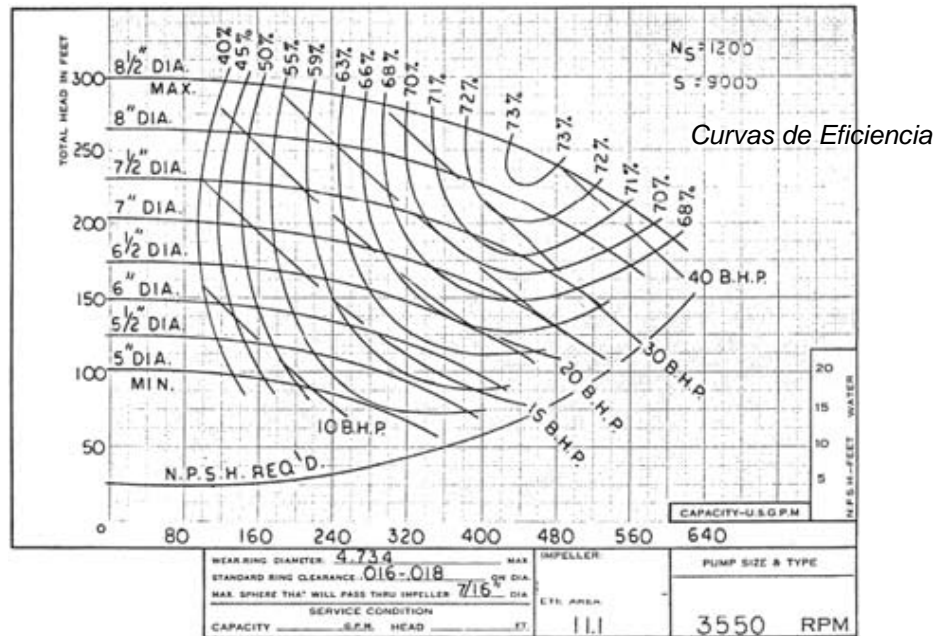 40% 45% 50% 55% 59% 63% 66% 68% 70% 71% 72% 73% 73% 72% 71% 70% 68%
NS = 1200
S = 9000
Curvas de Eficiencia
TOTAL HEAD IN FEET
300
250
200
150
100
50
0
8 1/2" DIA.
MAX.
8" DIA.
7 1/2" DIA.
7" DIA.
6 1/2" DIA.
6" DIA.
5 1/2" DIA.
5" DIA.
MIN.
40 B.H.P.
30 B.H.P.
20 B.H.P.
15 B.H.P.
10 B.H.P.
N.P.S.H. REQ'D.
20
15
10
5
N.P.S.H-FEET WATER
CAPACITY-U.S.G.P.M
80 160 240 320 400 480 560 640
WEAR RING DIAMETER: 4.734 MAX
STANDARD RING CLEARANCE .016-.018 ON DIA.
MAX. SPHERE THAT WILL PASS THRU IMPELLER 7/16" DIA
SERVICE CONDITION
CAPACITY G.P.M. HEAD FT.
IMPELLER:
AREA
11.1
PUMP SIZE & TYPE
3550 RPM